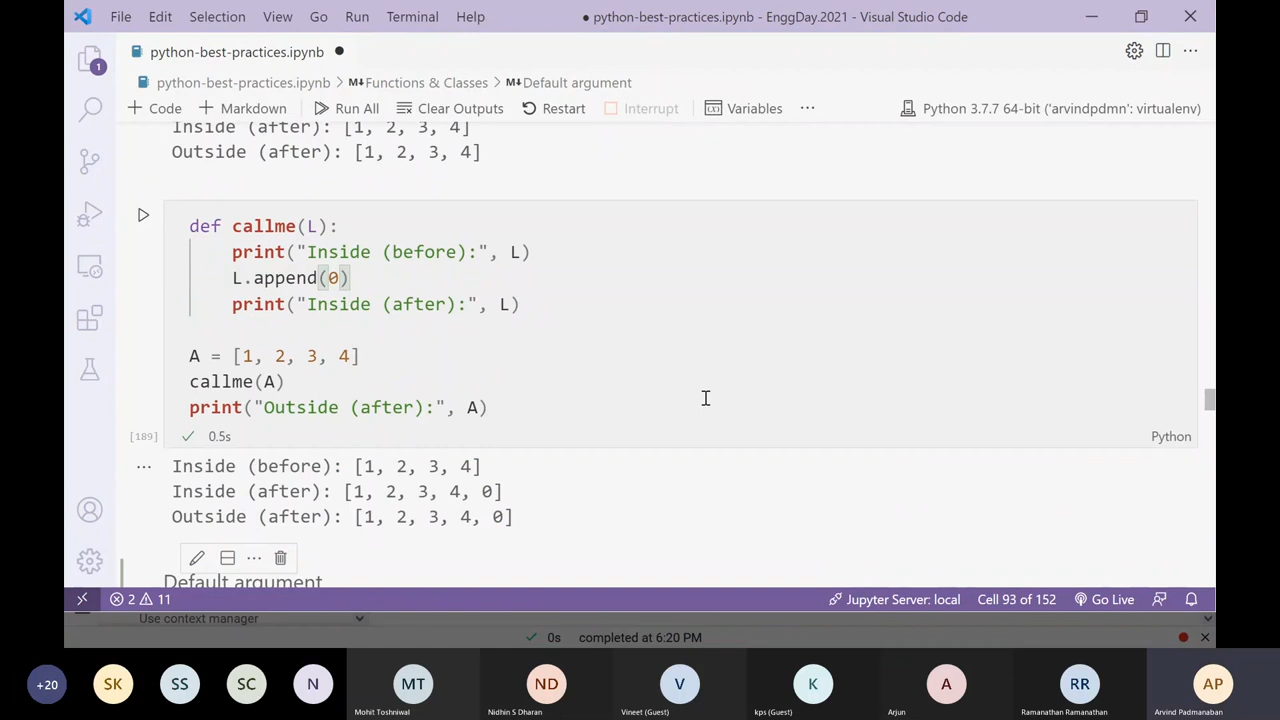 File Edit Selection View Go Run Terminal Help
● python-best-practices.ipynb - EnggDay.2021 - Visual Studio Code
python-best-practices.ipynb
python-best-practices.ipynb > M↓Functions & Classes > M↓Default argument
+ Code + Markdown Run All Clear Outputs Restart Interrupt Variables ... Python 3.7.7 64-bit ('arvindpdmn': virtualenv)
1
Inside (after): [1, 2, 3, 4]
Outside (after): [1, 2, 3, 4]
def callme(L):
print("Inside (before):", L)
L.append(0)
print("Inside (after):", L)
A = [1, 2, 3, 4]
callme(A)
print("Outside (after):", A)
[189] 0.5s Python
Inside (before): [1, 2, 3, 4]
Inside (after): [1, 2, 3, 4, 0]
Outside (after): [1, 2, 3, 4, 0]
Default argument
2 11 Jupyter Server: local Cell 93 of 152 Go Live
Use context manager
0s completed at 6:20 PM
+20 SK SS SC N MT ND V K A RR AP
Mohit Toshniwal Nidhin S Dharan Vineet (Guest) kps (Guest) Arjun Ramanathan Ramanathan Arvind Padmanaban